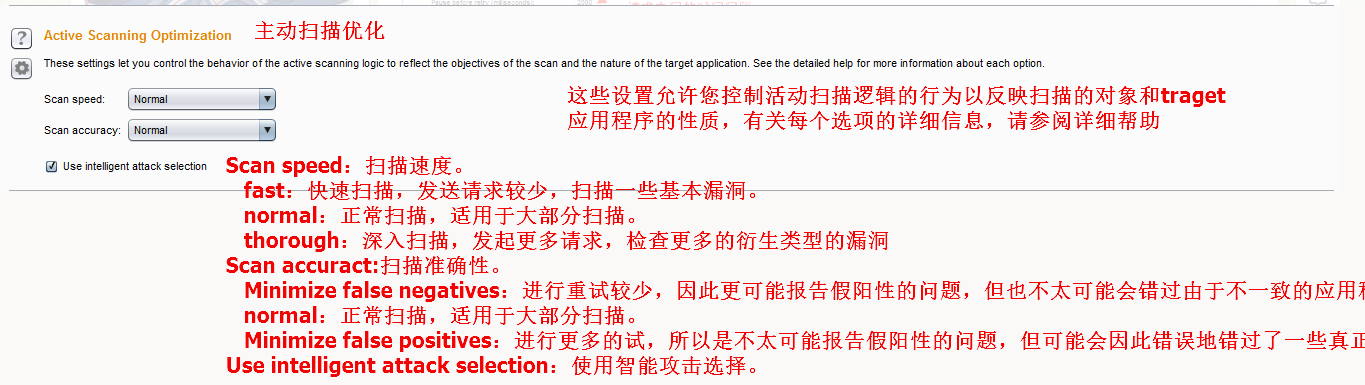 Pause before retry (milliseconds): 2000
Active Scanning Optimization 主动扫描优化
These settings let you control the behavior of the active scanning logic to reflect the objectives of the scan and the nature of the target application. See the detailed help for more information about each option.
Scan speed: Normal
这些设置允许您控制活动扫描逻辑的行为以反映扫描的对象和traget
应用程序的性质，有关每个选项的详细信息，请参阅详细帮助
Scan accuracy: Normal
Use intelligent attack selection
Scan speed：扫描速度。
fast：快速扫描，发送请求较少，扫描一些基本漏洞。
normal：正常扫描，适用于大部分扫描。
thorough：深入扫描，发起更多请求，检查更多的衍生类型的漏洞
Scan accuract:扫描准确性。
Minimize false negatives：进行重试较少，因此更可能报告假阳性的问题，但也不太可能会错过由于不一致的应用
normal：正常扫描，适用于大部分扫描。
Minimize false positives：进行更多的试，所以是不太可能报告假阳性的问题，但可能会因此错误地错过了一些真正
Use intelligent attack selection：使用智能攻击选择。